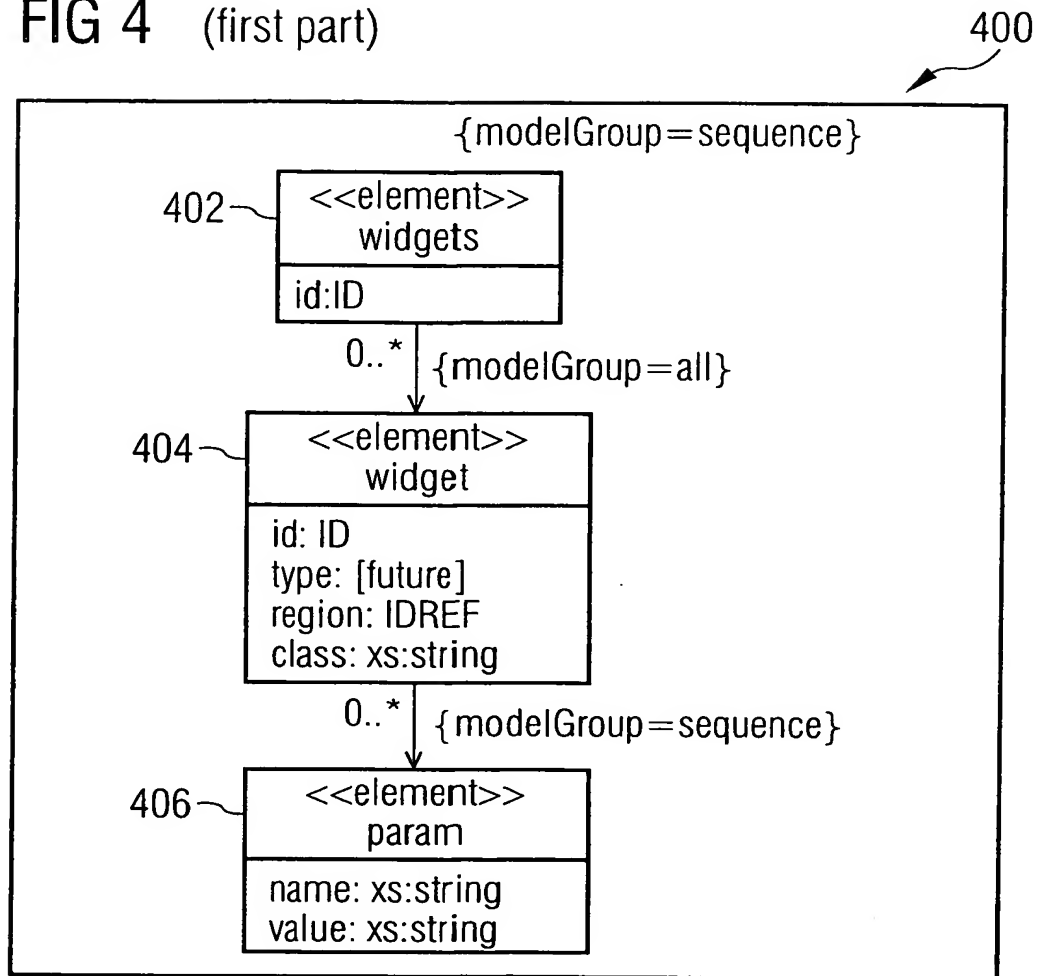 FIG 4 (first part)
400
{modelGroup=sequence}
402
<<element>>
widgets
id:ID
0..*
{modelGroup=all}
404
<<element>>
widget
id: ID
type: [future]
region: IDREF
class: xs:string
0..*
{modelGroup=sequence}
406
<<element>>
param
name: xs:string
value: xs:string